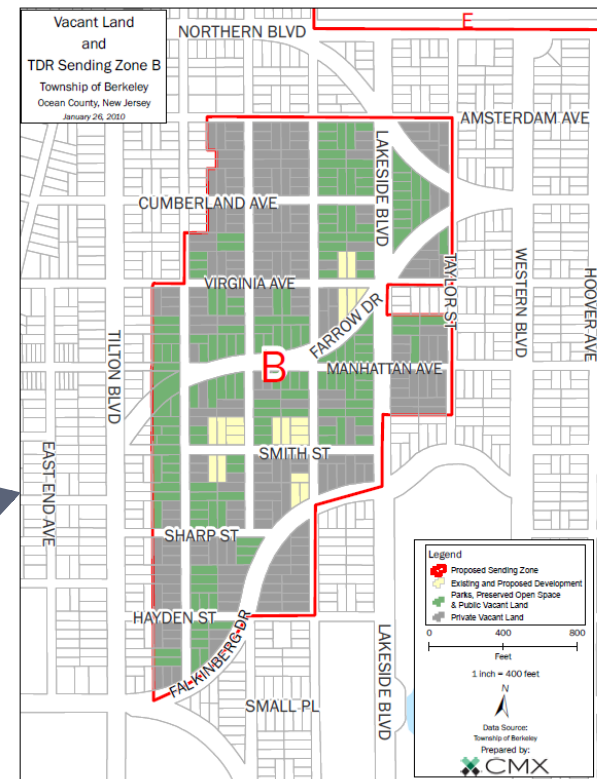 Vacant Land
and
TDR Sending Zone B
Township of Berkeley
Ocean County, New Jersey
January 26, 2010
NORTHERN BLVD
E
AMSTERDAM AVE
LAKESIDE BLVD
CUMBERLAND AVE
VIRGINIA AVE
TAYLOR ST
WESTERN BLVD
HOOVER AVE
FARROW DR
TILTON BLVD
B
MANHATTAN AVE
EAST END AVE
SMITH ST
SHARP ST
HAYDEN ST
FALKINBERG DR
LAKESIDE BLVD
SMALL PL
Legend
Proposed Sending Zone
Existing and Proposed Development
Parks, Preserved Open Space
& Public Vacant Land
Private Vacant Land
0 400 800
Feet
1 inch = 400 feet
N
Data Source:
Township of Berkeley
Prepared by:
CMX